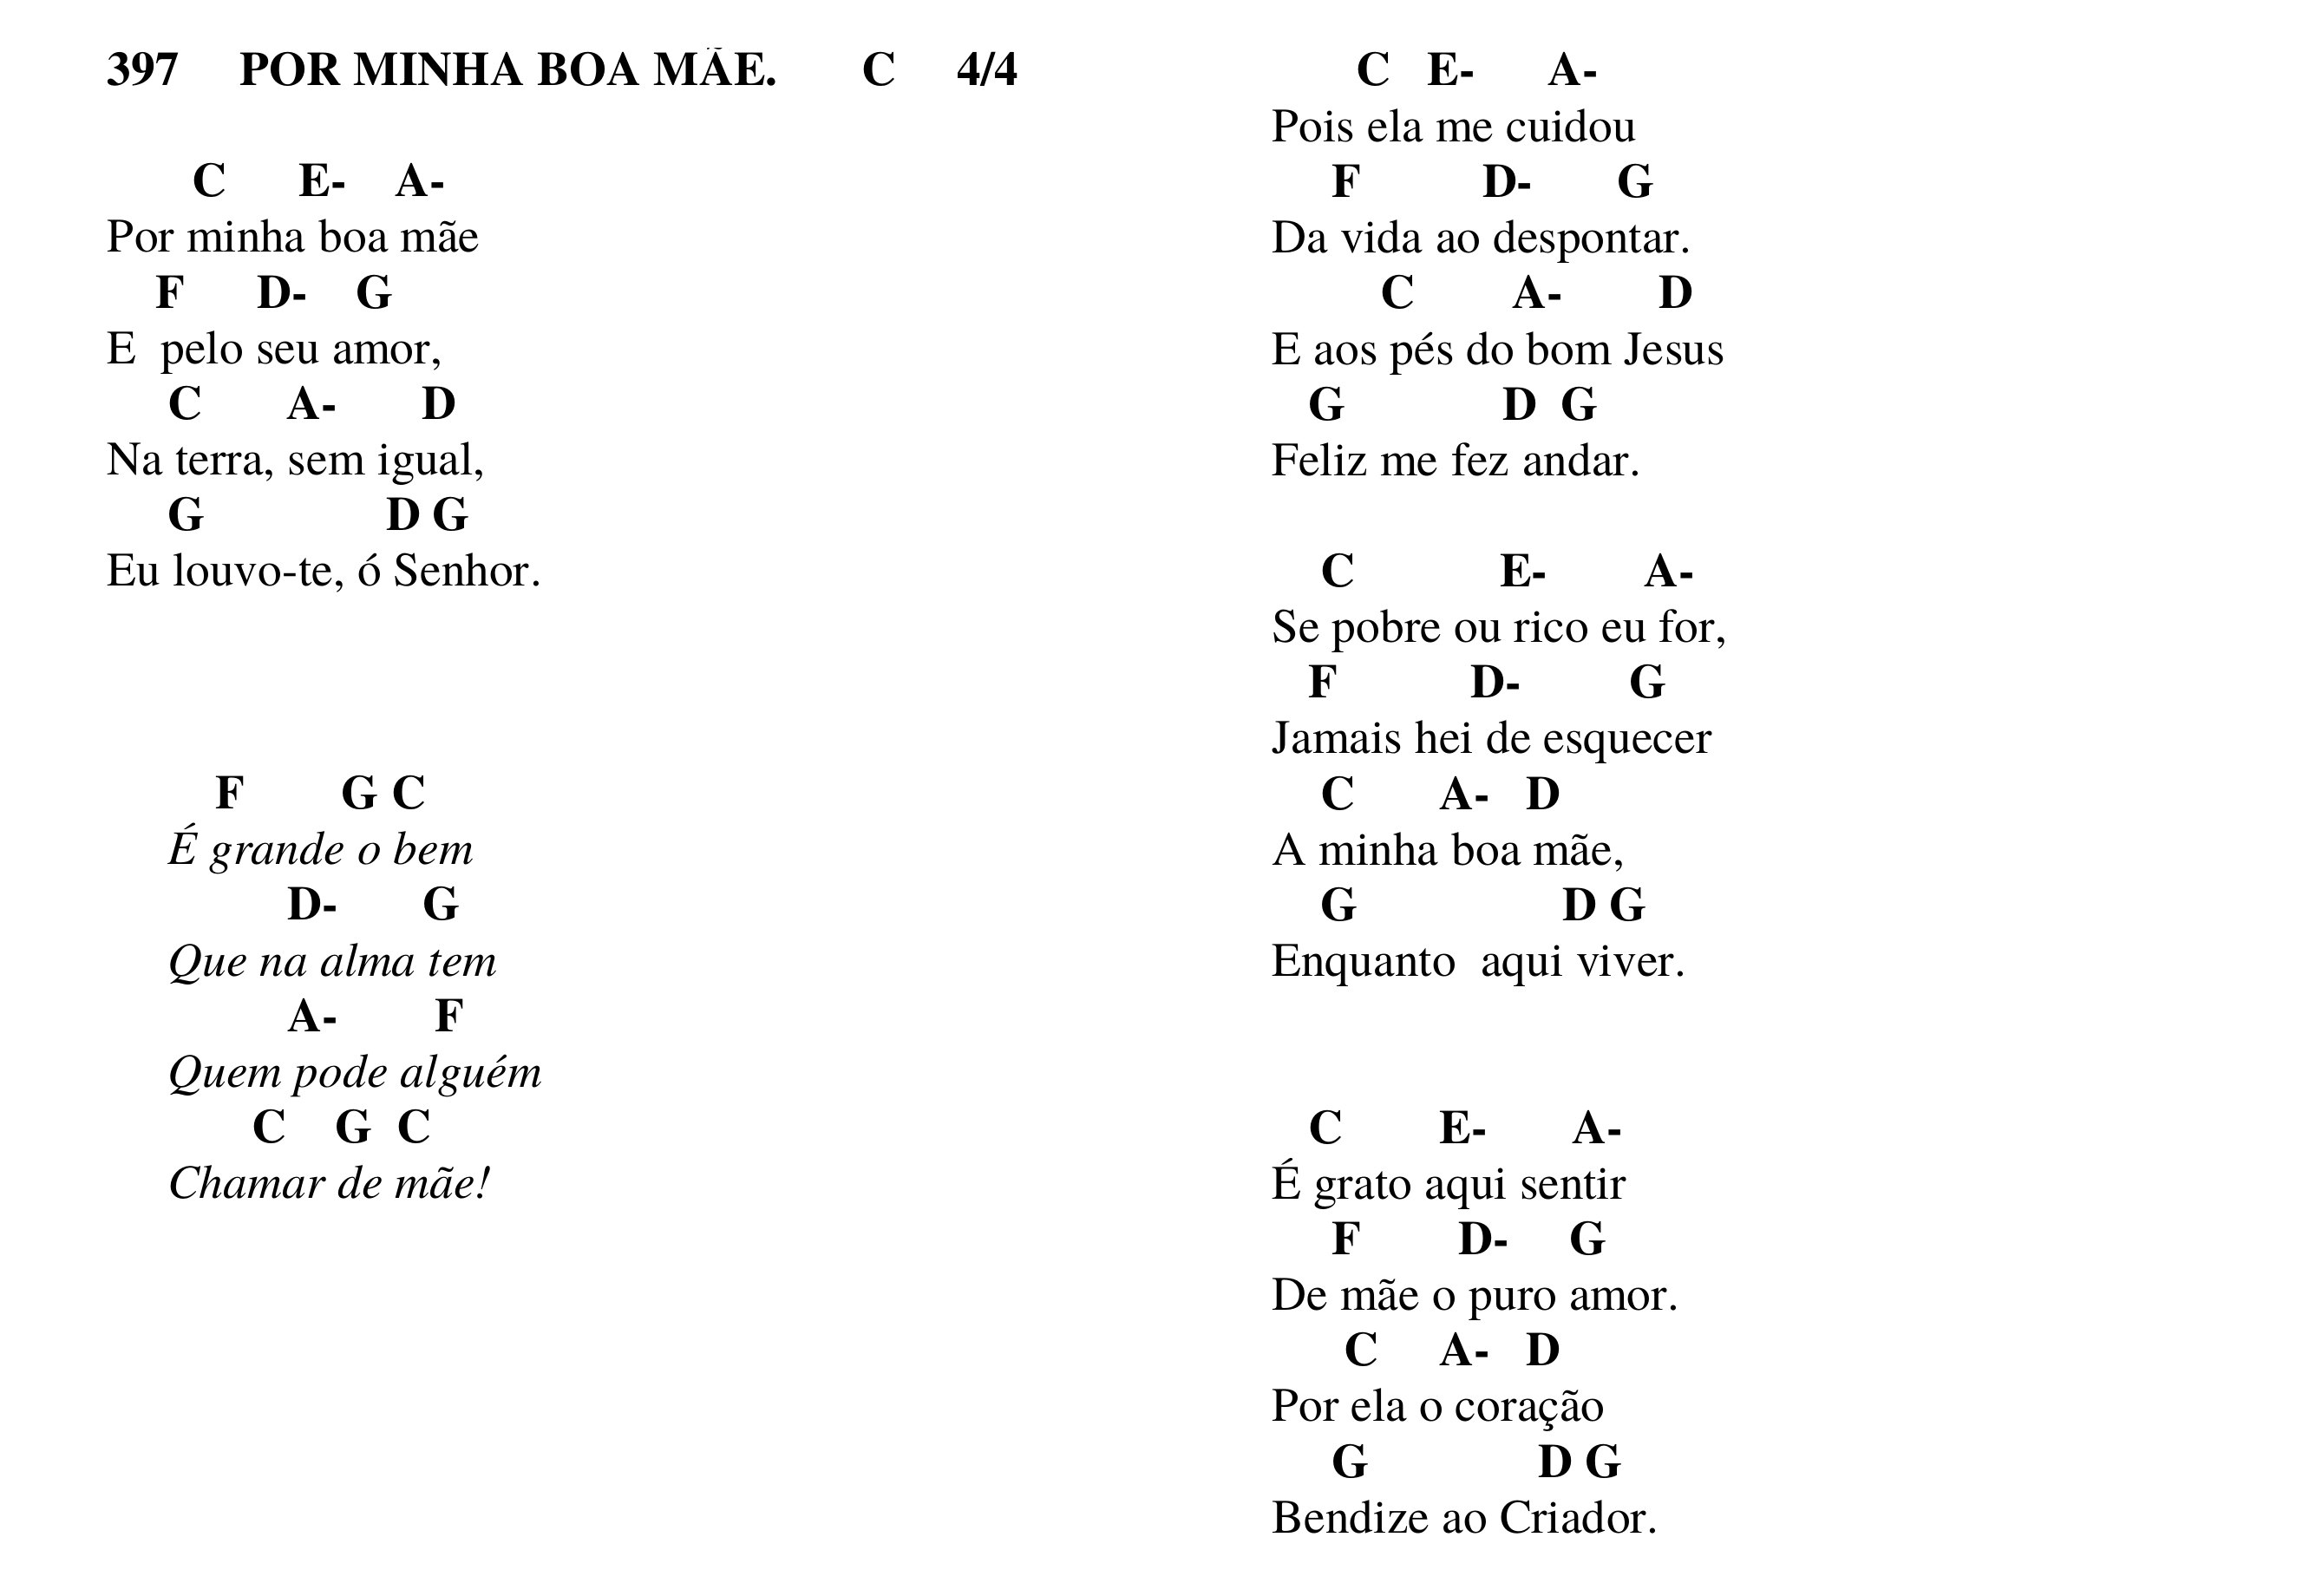 397 POR MINHA BOA MÃE. C 4/4
C E- A-
Por minha boa mãe
F D- G
E pelo seu amor,
C A- D
Na terra, sem igual,
G D G
Eu louvo-te, ó Senhor.
F G C
É grande o bem
D- G
Que na alma tem
A- F
Quem pode alguém
C G C
Chamar de mãe!
C E- A-
Pois ela me cuidou
F D- G
Da vida ao despontar.
C A- D
E aos pés do bom Jesus
G D G
Feliz me fez andar.
C E- A-
Se pobre ou rico eu for,
F D- G
Jamais hei de esquecer
C A- D
A minha boa mãe,
G D G
Enquanto aqui viver.
C E- A-
É grato aqui sentir
F D- G
De mãe o puro amor.
C A- D
Por ela o coração
G D G
Bendize ao Criador.